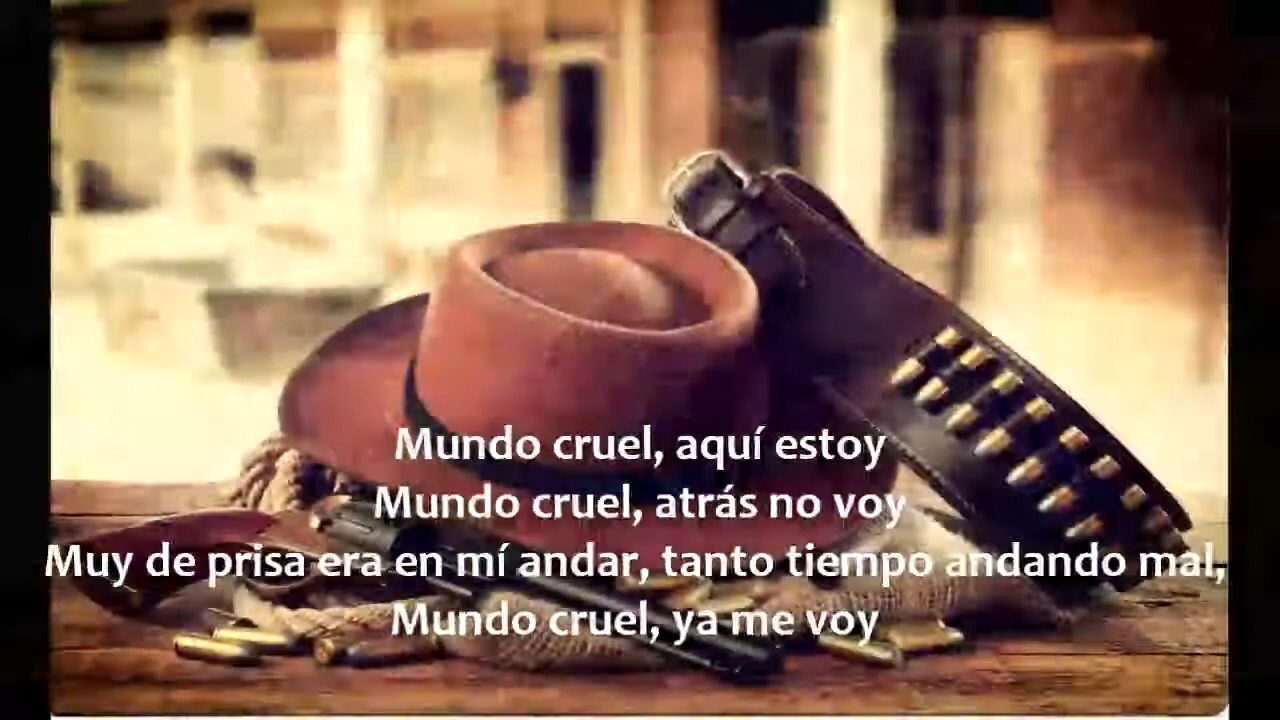 Mundo cruel, aquí estoy
Mundo cruel, atrás no voy
Muy de prisa era en mí andar, tanto tiempo andando mal,
Mundo cruel, ya me voy